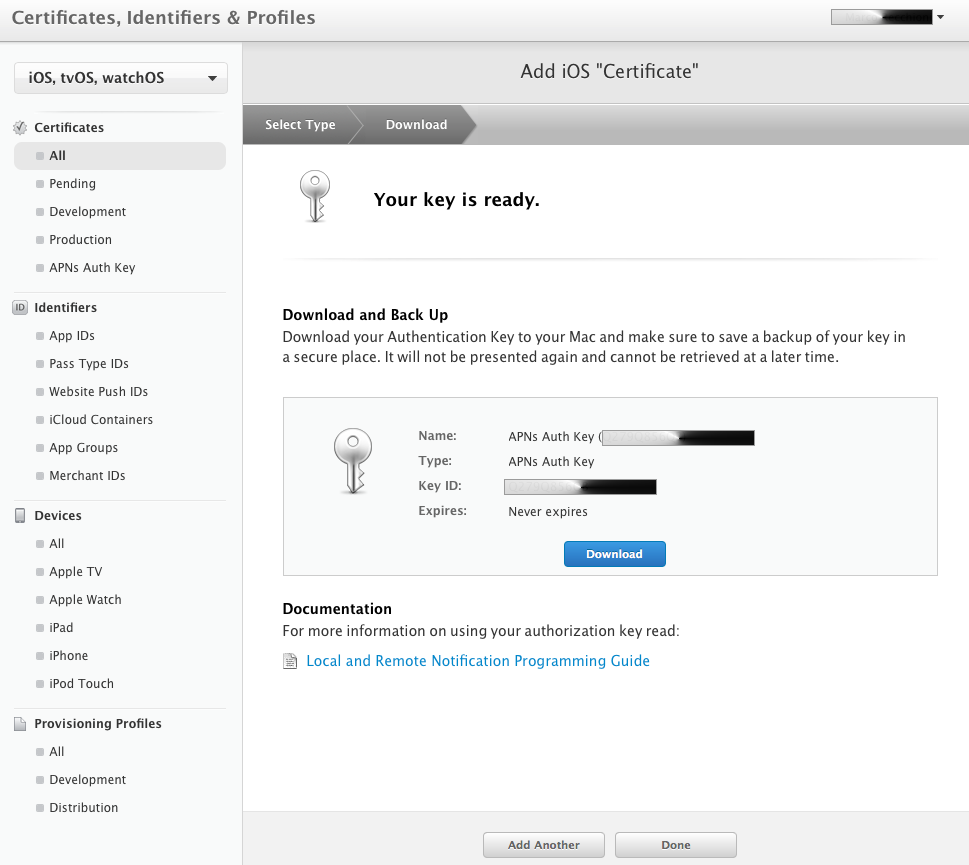 Certificates, Identifiers & Profiles
iOS, tvOS, watchOS
Certificates
All
Pending
Development
Production
APNs Auth Key
ID
Identifiers
App IDs
Pass Type IDs
Website Push IDs
iCloud Containers
App Groups
Merchant IDs
Devices
All
Apple TV
Apple Watch
iPad
iPhone
iPod Touch
Provisioning Profiles
All
Development
Distribution
Add iOS "Certificate"
Select Type
Download
Your key is ready.
Download and Back Up
Download your Authentication Key to your Mac and make sure to save a backup of your key in
a secure place. It will not be presented again and cannot be retrieved at a later time.
Name: APNs Auth Key (
Type: APNs Auth Key
Key ID:
Expires: Never expires
Download
Documentation
For more information on using your authorization key read:
Local and Remote Notification Programming Guide
Add Another
Done